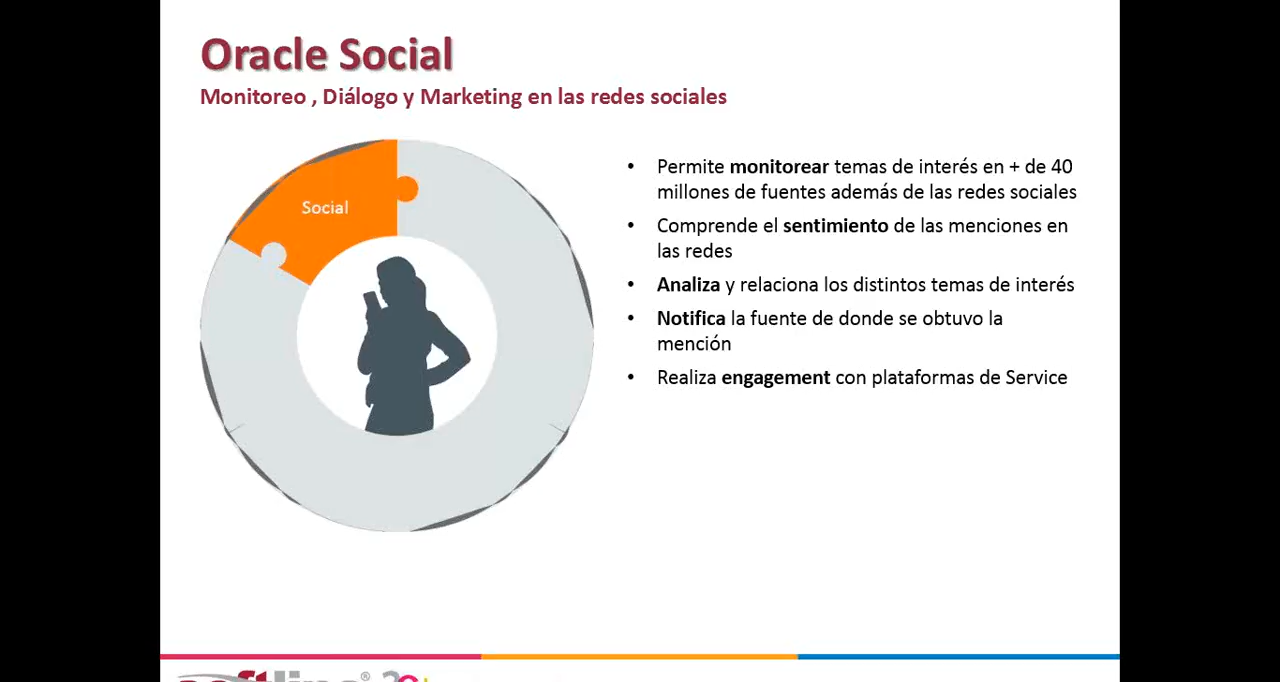 Oracle Social
Monitoreo , Diálogo y Marketing en las redes sociales
Social
• Permite monitorear temas de interés en + de 40
millones de fuentes además de las redes sociales
• Comprende el sentimiento de las menciones en
las redes
• Analiza y relaciona los distintos temas de interés
• Notifica la fuente de donde se obtuvo la
mención
• Realiza engagement con plataformas de Service